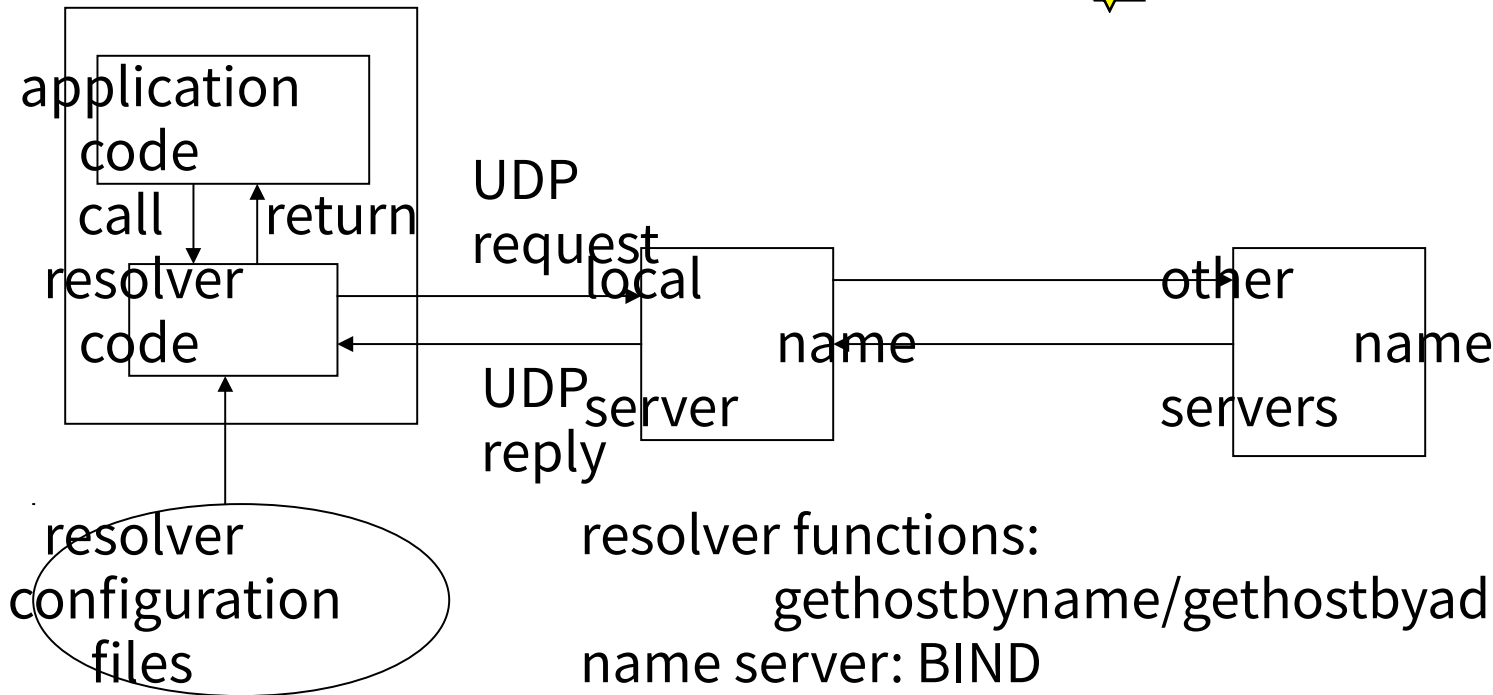 application
code
call
return
resolver
code
UDP
request
local
name
server
other
name
servers
UDP
reply
resolver
configuration
files
resolver functions:
gethostbyname/gethostbyad
name server: BIND